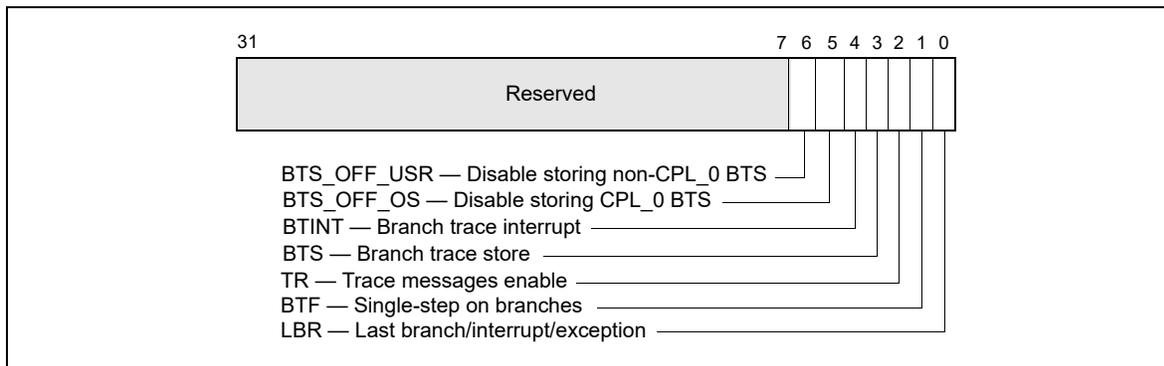 31 7 6 5 4 3 2 1 0
Reserved
BTS_OFF_USR — Disable storing non-CPL_0 BTS
BTS_OFF_OS — Disable storing CPL_0 BTS
BTINT — Branch trace interrupt
BTS — Branch trace store
TR — Trace messages enable
BTF — Single-step on branches
LBR — Last branch/interrupt/exception